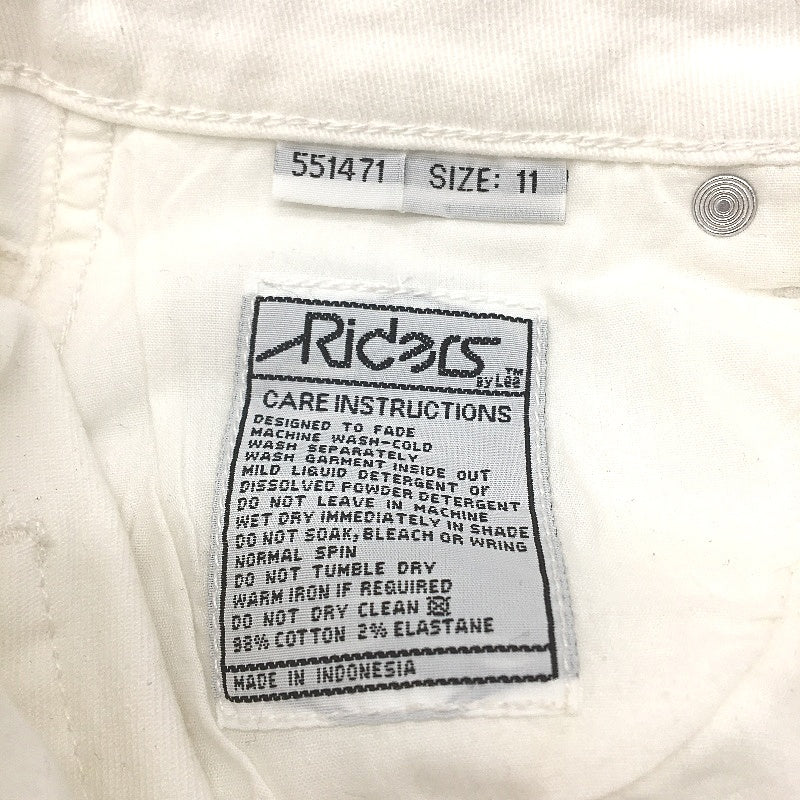 551471 SIZE: 11
Riders™
By Lee
CARE INSTRUCTIONS
DESIGNED TO FADE
MACHINE WASH-COLD
WASH SEPARATELY
WASH GARMENT INSIDE OUT
MILD LIQUID DETERGENT or
DISSOLVED POWDER DETERGENT
DO NOT LEAVE IN MACHINE
WET DRY IMMEDIATELY IN SHADE
DO NOT SOAK, BLEACH OR WRING
NORMAL SPIN
DO NOT TUMBLE DRY
WARM IRON IF REQUIRED
DO NOT DRY CLEAN
98% COTTON 2% ELASTANE
MADE IN INDONESIA